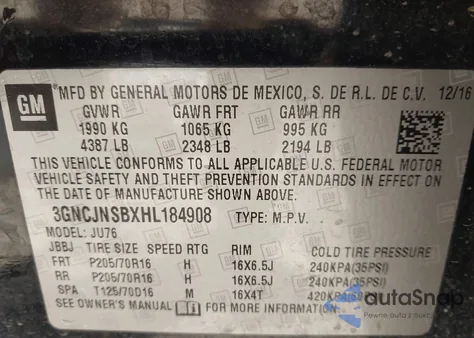 GM
MFD BY GENERAL MOTORS DE MEXICO, S. DE R.L. DE C.V. 12/16
GVWR GAWR FRT GAWR RR
1990 KG 1065 KG 995 KG
4387 LB 2348 LB 2194 LB
THIS VEHICLE CONFORMS TO ALL APPLICABLE U.S. FEDERAL MOTOR
VEHICLE SAFETY AND THEFT PREVENTION STANDARDS IN EFFECT ON
THE DATE OF MANUFACTURE SHOWN ABOVE.
3GNCJNSBXHL184908 TYPE: M.P.V.
MODEL: JU76
JBBJ TIRE SIZE SPEED RTG RIM COLD TIRE PRESSURE
FRT P205/70R16 H 16X6.5J 240KPA(35PSI)
RR P205/70R16 H 16X6.5J 240KPA(35PSI)
SPA T125/70D16 M 16X4T 420KPA(60PSI)
SEE OWNER'S MANUAL FOR MORE INFORMATION.
autoSnap